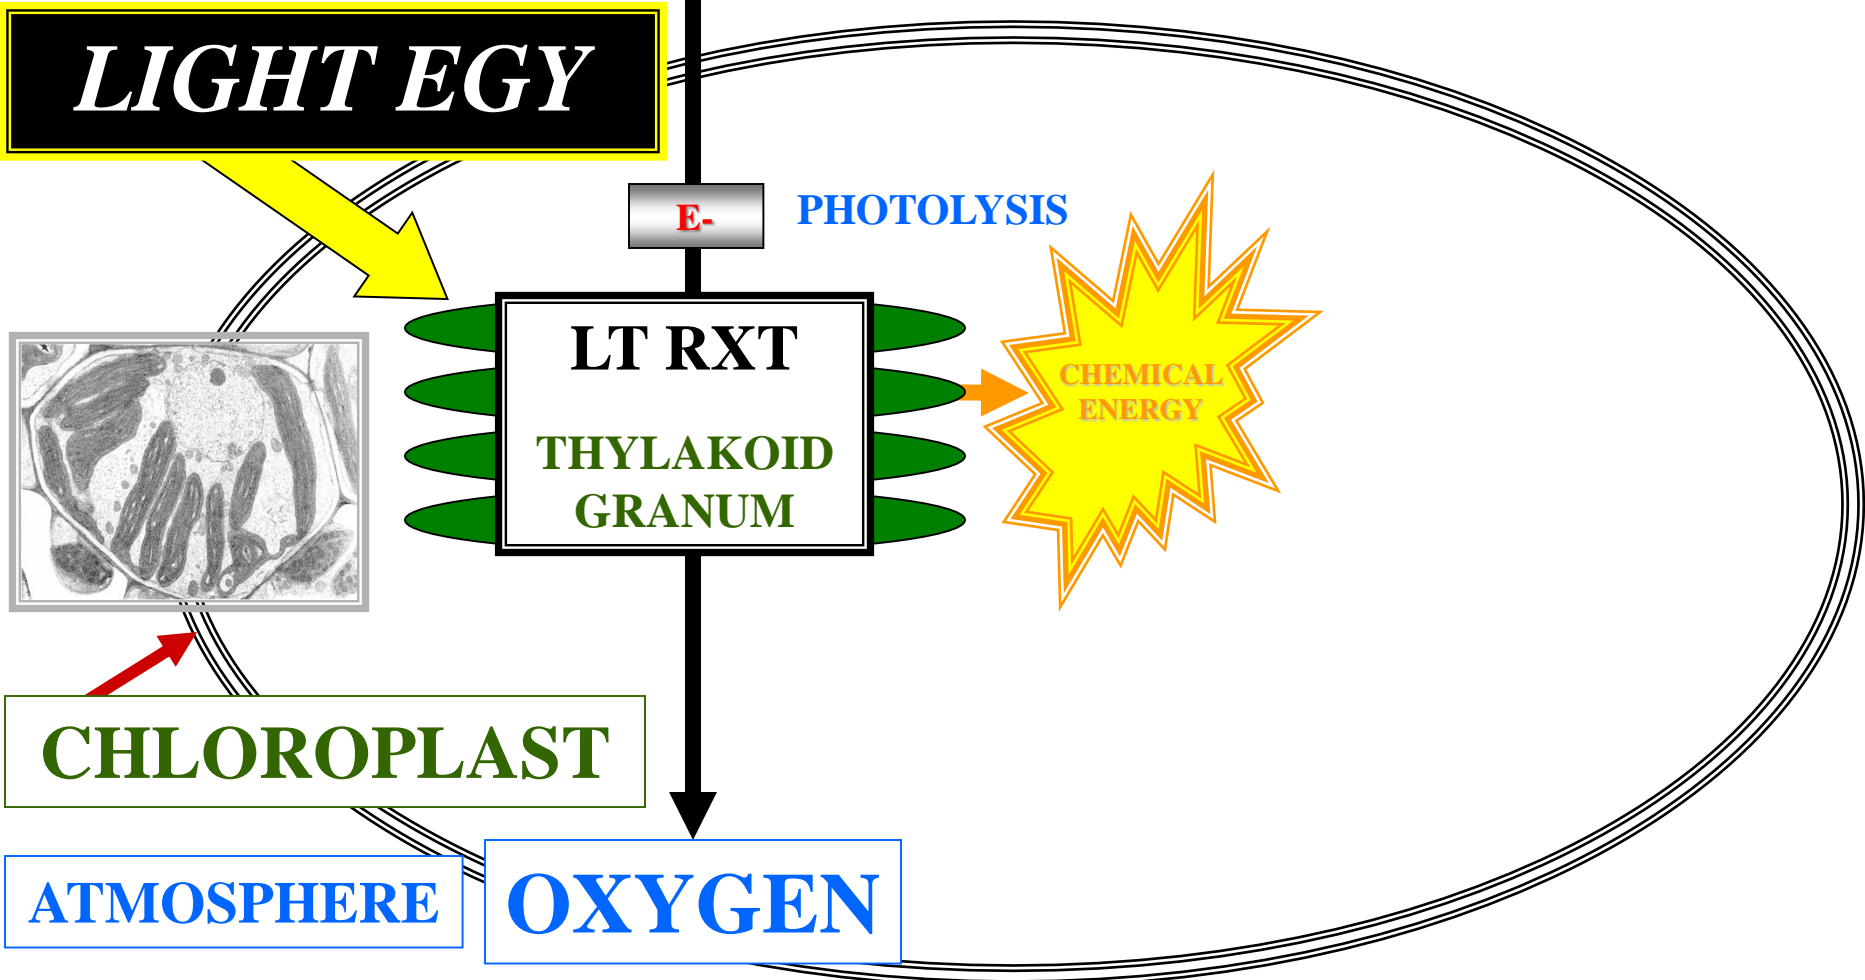 LIGHT EGY
E-
PHOTOLYSIS
LT RXT
THYLAKOID
GRANUM
CHEMICAL
ENERGY
CHLOROPLAST
ATMOSPHERE
OXYGEN